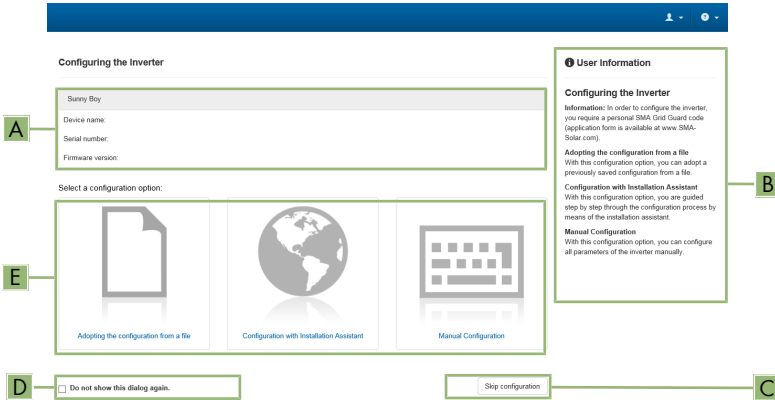 Configuring the Inverter
A
Sunny Boy
Device name:
Serial number:
Firmware version:
Select a configuration option:
E
Adopting the configuration from a file
Configuration with Installation Assistant
Manual Configuration
D
Do not show this dialog again.
Skip configuration
C
User Information
Configuring the Inverter
Information: In order to configure the inverter,
you require a personal SMA Grid Guard code
(application form is available at www.SMA-
Solar.com).
Adopting the configuration from a file
With this configuration option, you can adopt a
previously saved configuration from a file.
Configuration with Installation Assistant
With this configuration option, you are guided
step by step through the configuration process by
means of the installation assistant.
Manual Configuration
With this configuration option, you can configure
all parameters of the inverter manually.
B